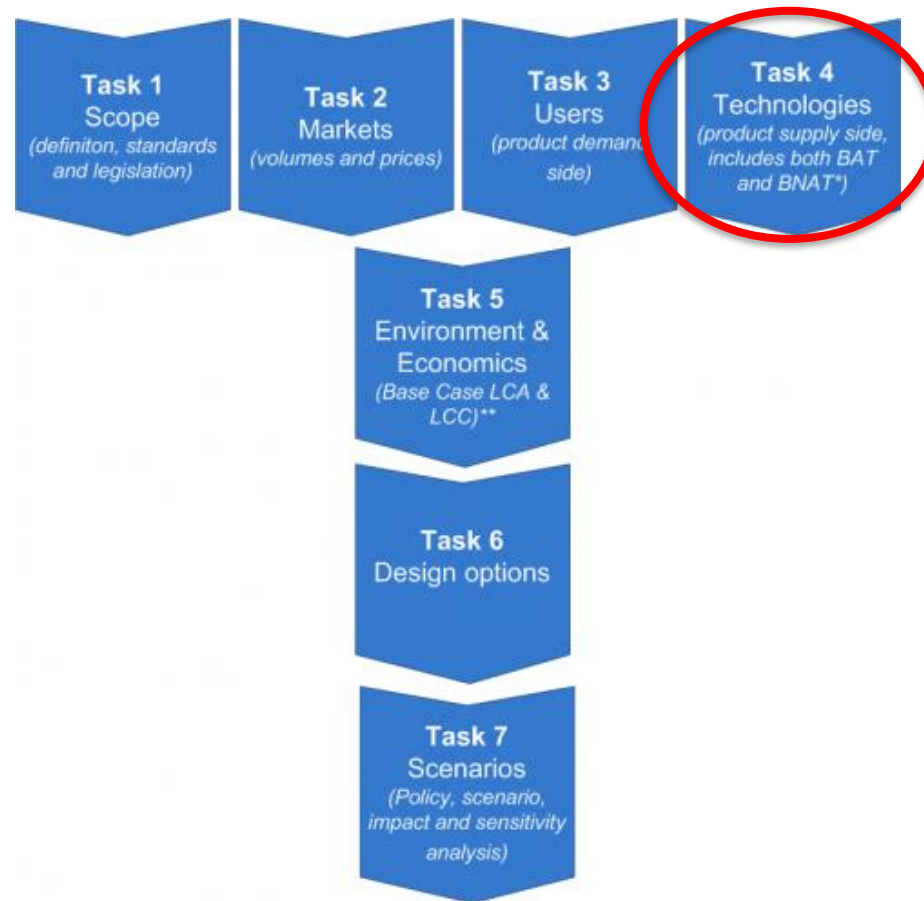 Task 1
Scope
(definiton, standards
and legislation)
Task 2
Markets
(volumes and prices)
Task 3
Users
(product demand
side)
Task 4
Technologies
(product supply side,
includes both BAT
and BNAT*)
Task 5
Environment &
Economics
(Base Case LCA &
LCC)**
Task 6
Design options
Task 7
Scenarios
(Policy, scenario,
impact and sensitivity
analysis)